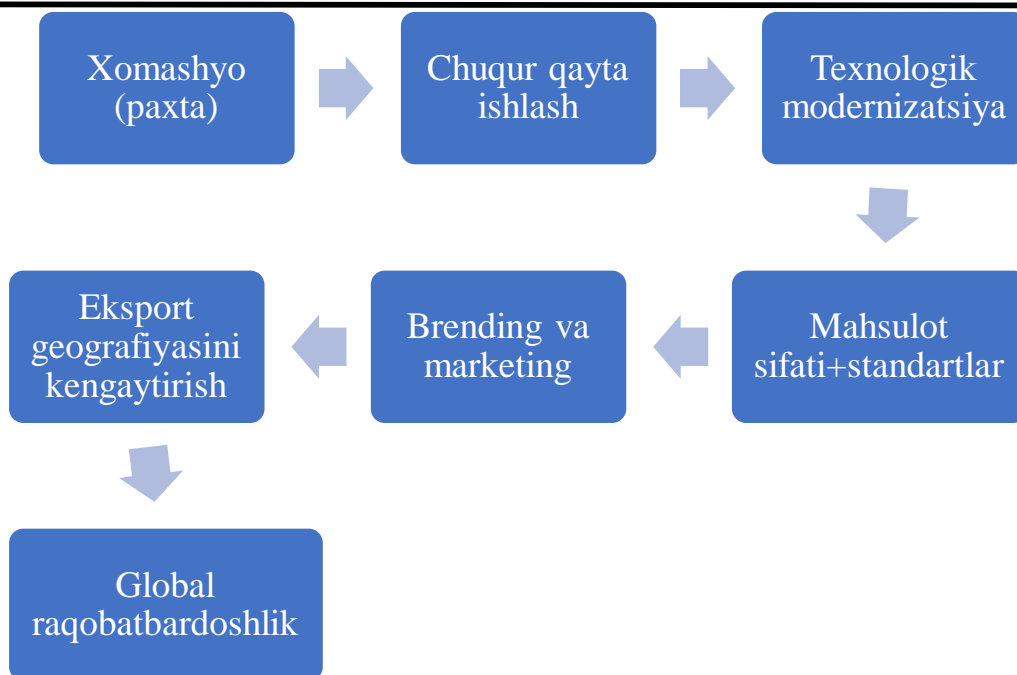 Xomashyo
(paxta)
Chuqur qayta
ishlash
Texnologik
modernizatsiya
Mahsulot
sifati+standartlar
Brending va
marketing
Eksport
geografiyasini
kengaytirish
Global
raqobatbardoshlik